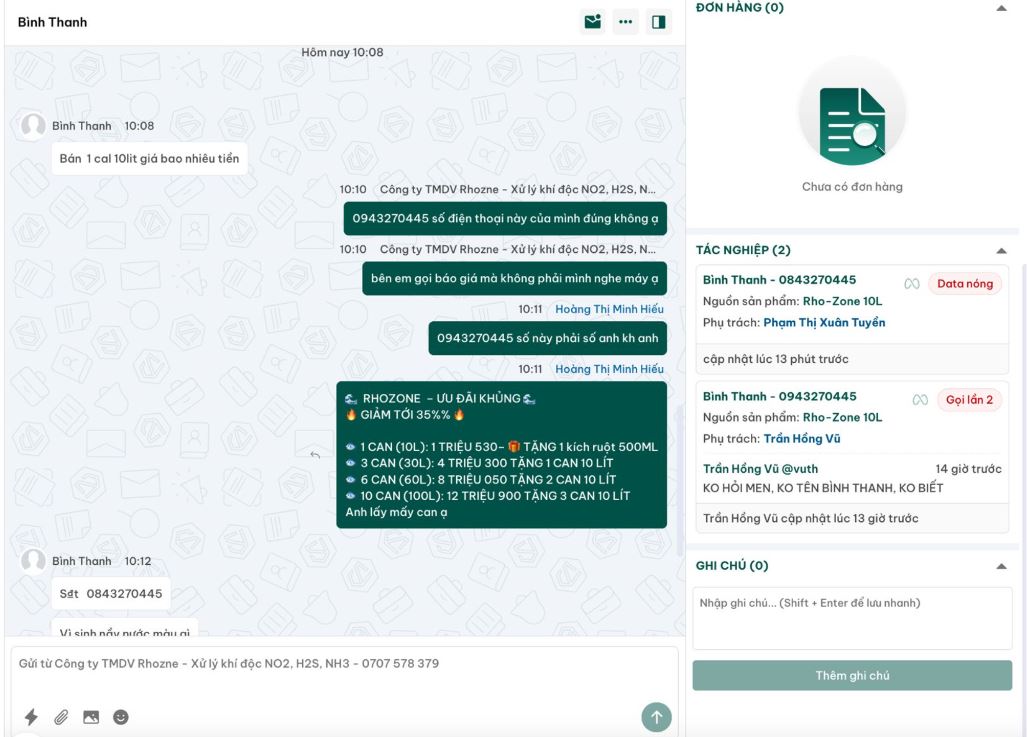 Bình Thanh
Hôm nay 10:08
Bình Thanh 10:08
Bán 1 cal 10lit giá bao nhiêu tiền
10:10 Công ty TMDV Rhozne - Xử lý khí độc NO2, H2S, N...
0943270445 số điện thoại này của mình đúng không ạ
10:10 Công ty TMDV Rhozne - Xử lý khí độc NO2, H2S, N...
bên em gọi báo giá mà không phải mình nghe máy ạ
10:11 Hoàng Thị Minh Hiếu
0943270445 số này phải số anh kh anh
10:11 Hoàng Thị Minh Hiếu
🌊 RHOZONE – ƯU ĐÃI KHỦNG🌊
🔥 GIẢM TỚI 35%% 🔥
👁 1 CAN (10L): 1 TRIỆU 530– 🎁 TẶNG 1 kích ruột 500ML
👁 3 CAN (30L): 4 TRIỆU 300 TẶNG 1 CAN 10 LÍT
👁 6 CAN (60L): 8 TRIỆU 050 TẶNG 2 CAN 10 LÍT
👁 10 CAN (100L): 12 TRIỆU 900 TẶNG 3 CAN 10 LÍT
Anh lấy mấy can ạ
Bình Thanh 10:12
Sđt 0843270445
Vì sinh nầy nước màu gì
Gửi từ Công ty TMDV Rhozne - Xử lý khí độc NO2, H2S, NH3 - 0707 578 379
ĐƠN HÀNG (0)
Chưa có đơn hàng
TÁC NGHIỆP (2)
Bình Thanh - 0843270445
Data nóng
Nguồn sản phẩm: Rho-Zone 10L
Phụ trách: Phạm Thị Xuân Tuyển
cập nhật lúc 13 phút trước
Bình Thanh - 0943270445
Gọi lần 2
Nguồn sản phẩm: Rho-Zone 10L
Phụ trách: Trần Hồng Vũ
Trần Hồng Vũ @vuth 14 giờ trước
KO HỎI MEN, KO TÊN BÌNH THANH, KO BIẾT
Trần Hồng Vũ cập nhật lúc 13 giờ trước
GHI CHÚ (0)
Nhập ghi chú... (Shift + Enter để lưu nhanh)
Thêm ghi chú